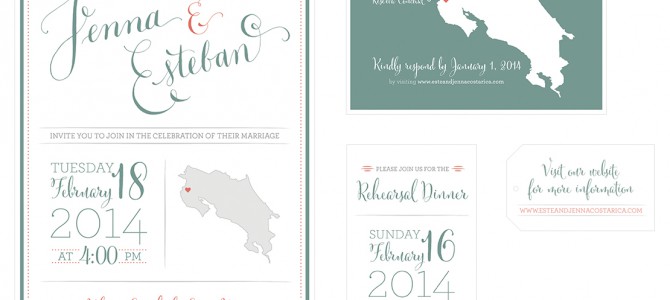 Jenna
&
Esteban
INVITE YOU TO JOIN IN THE CELEBRATION OF THEIR MARRIAGE
TUESDAY
February 18
2014
AT 4:00 PM
Kindly respond by January 1, 2014
by visiting www.esteandjennacostarica.com
PLEASE JOIN US FOR THE
Rehearsal Dinner
SUNDAY
February 16
2014
Visit our website
for more information
WWW.ESTEANDJENNACOSTARICA.COM